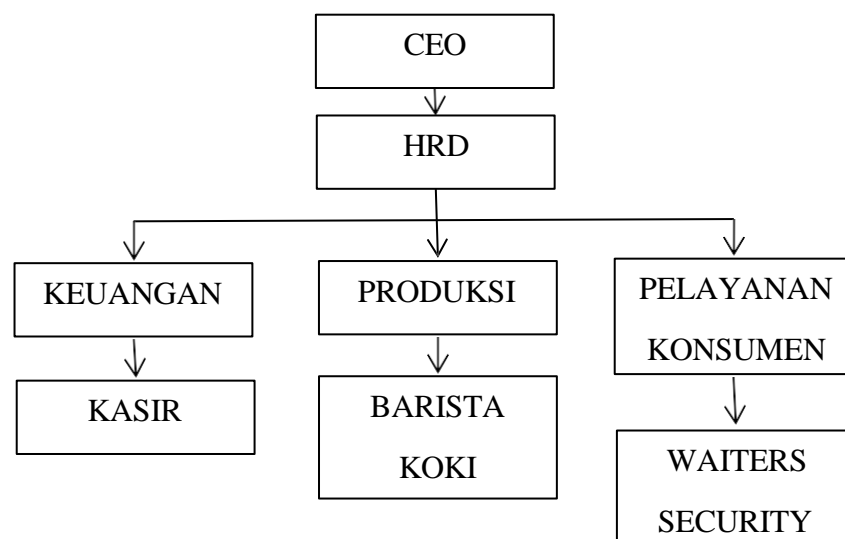 CEO
HRD
KEUANGAN
PRODUKSI
PELAYANAN
KONSUMEN
KASIR
BARISTA
KOKI
WAITERS
SECURITY